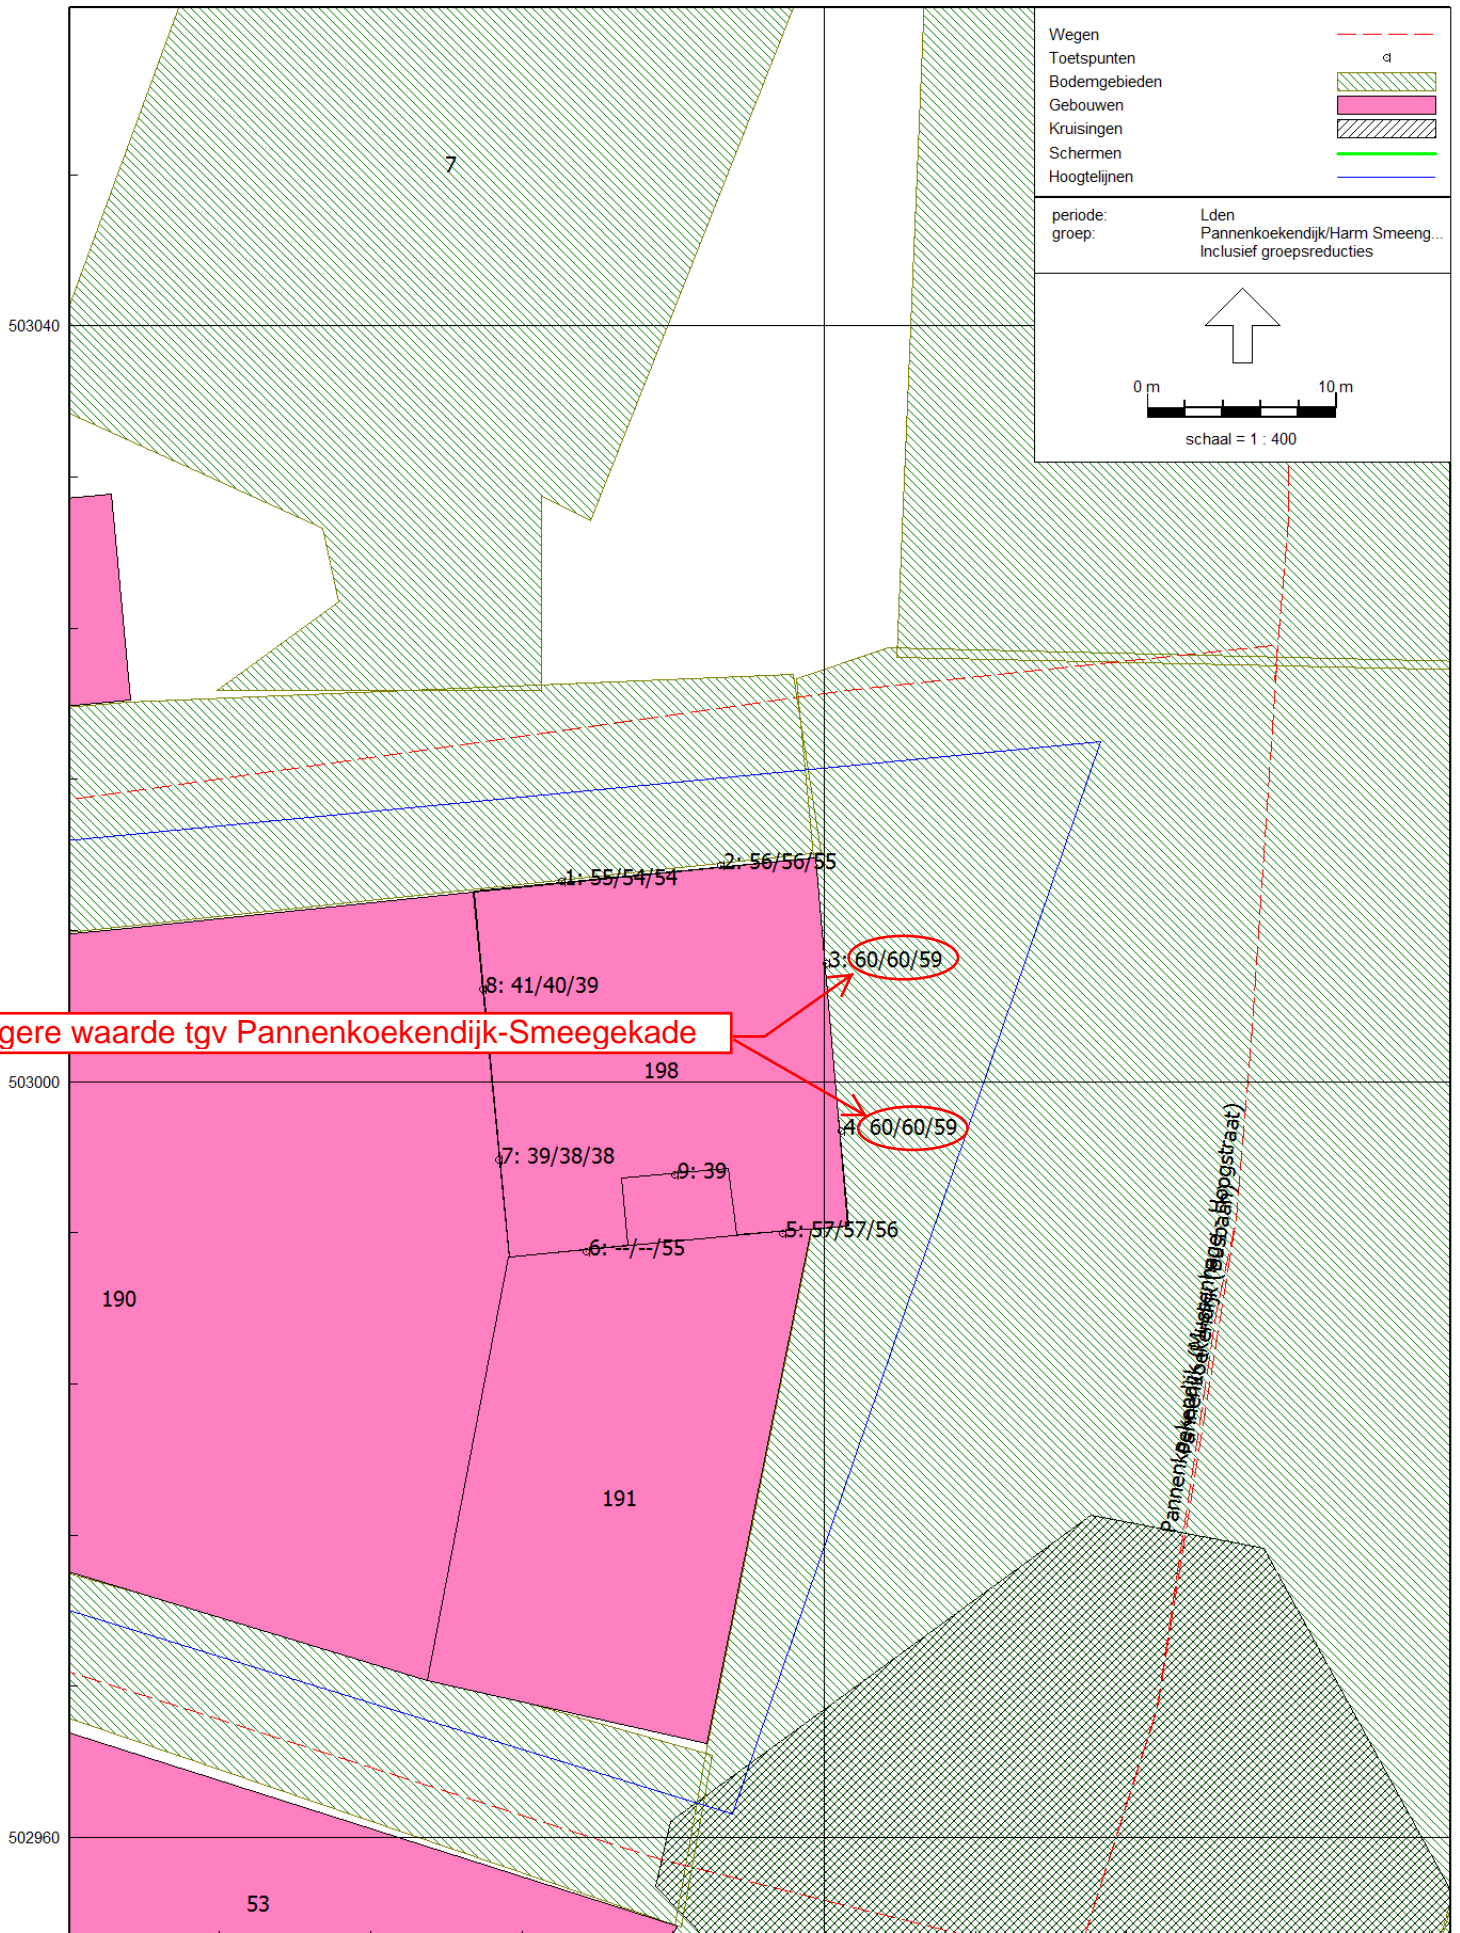 Wegen
Toetspunten
Bodemgebieden
Gebouwen
Kruisingen
Schermen
Hoogtelijnen
periode: Lden
groep: Pannenkoekendijk/Harm Smeeng...
Inclusief groepsreducties
0 m 10 m
schaal = 1 : 400
7
503040
2: 56/56/55
1: 55/54/54
3: 60/60/59
8: 41/40/39
gere waarde tgv Pannenkoekendijk-Smeegekade
198
503000
4 60/60/59
7: 39/38/38
9: 39
5: 57/57/56
6: --/--/55
190
191
502960
53